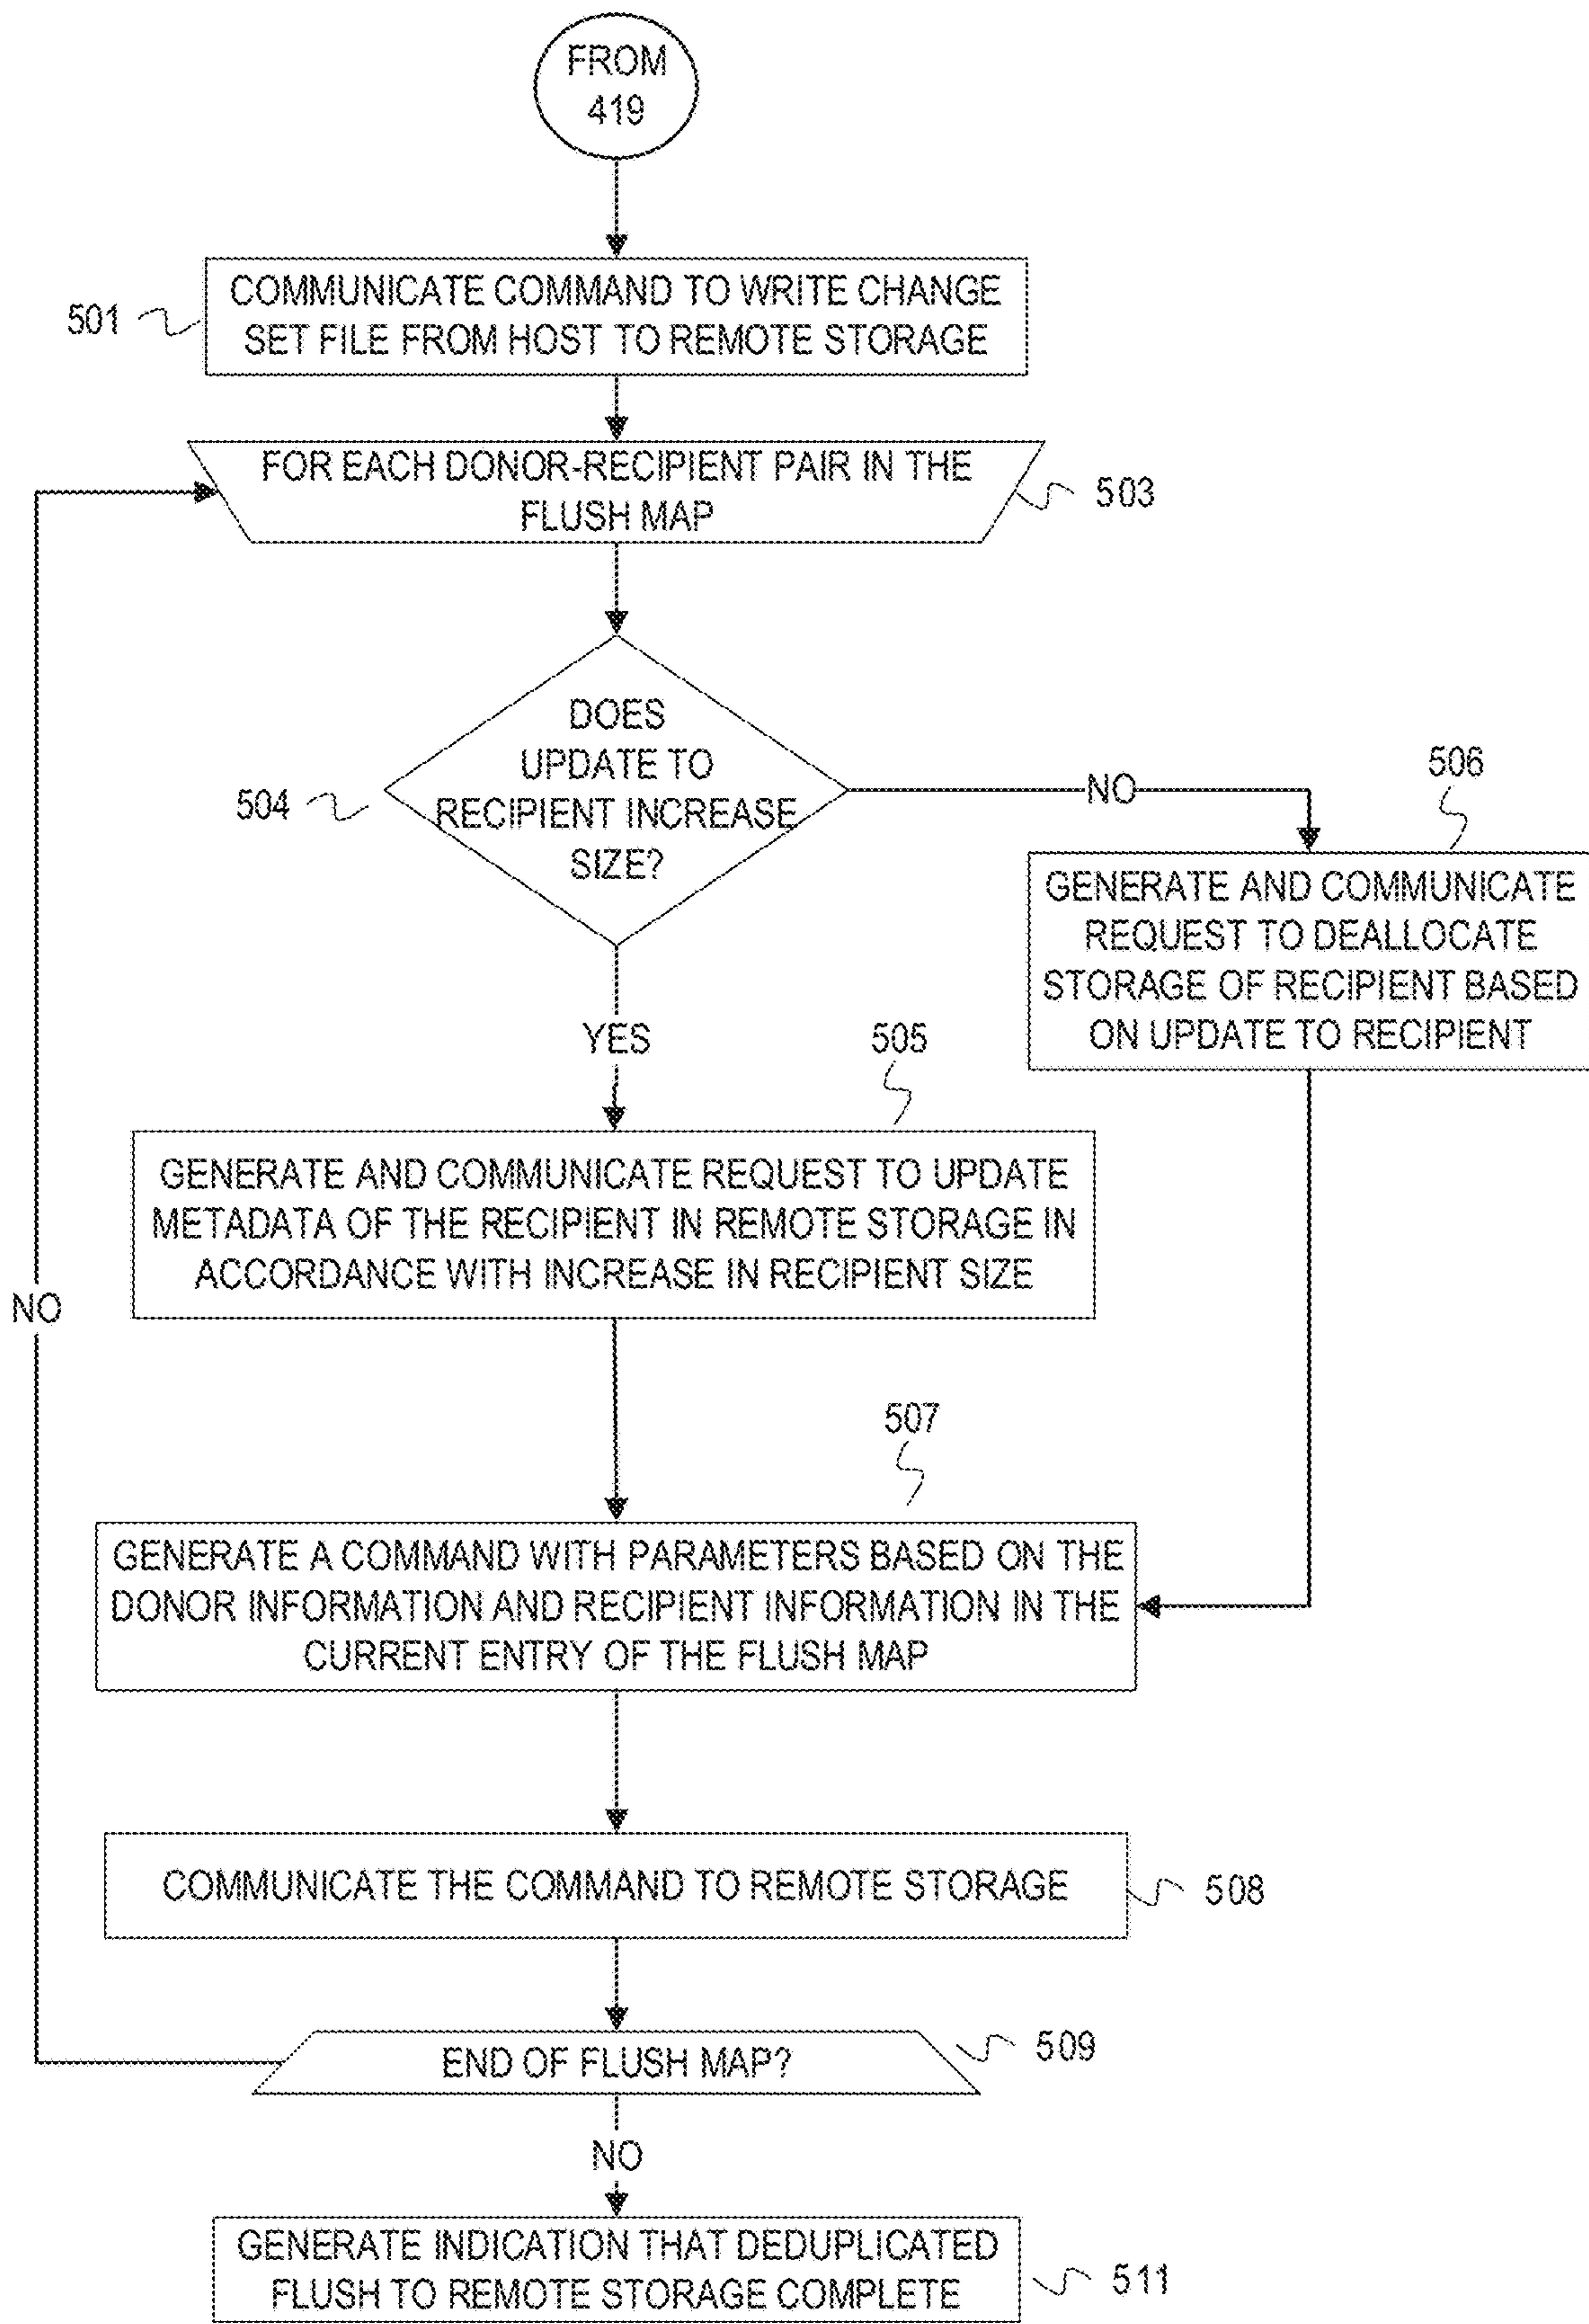 FROM
419
501
COMMUNICATE COMMAND TO WRITE CHANGE
SET FILE FROM HOST TO REMOTE STORAGE
FOR EACH DONOR-RECIPIENT PAIR IN THE
FLUSH MAP
503
504
DOES
UPDATE TO
RECIPIENT INCREASE
SIZE?
NO
506
GENERATE AND COMMUNICATE
REQUEST TO DEALLOCATE
STORAGE OF RECIPIENT BASED
ON UPDATE TO RECIPIENT
YES
505
GENERATE AND COMMUNICATE REQUEST TO UPDATE
METADATA OF THE RECIPIENT IN REMOTE STORAGE IN
ACCORDANCE WITH INCREASE IN RECIPIENT SIZE
NO
507
GENERATE A COMMAND WITH PARAMETERS BASED ON THE
DONOR INFORMATION AND RECIPIENT INFORMATION IN THE
CURRENT ENTRY OF THE FLUSH MAP
COMMUNICATE THE COMMAND TO REMOTE STORAGE
508
END OF FLUSH MAP?
509
NO
GENERATE INDICATION THAT DEDUPLICATED
FLUSH TO REMOTE STORAGE COMPLETE
511